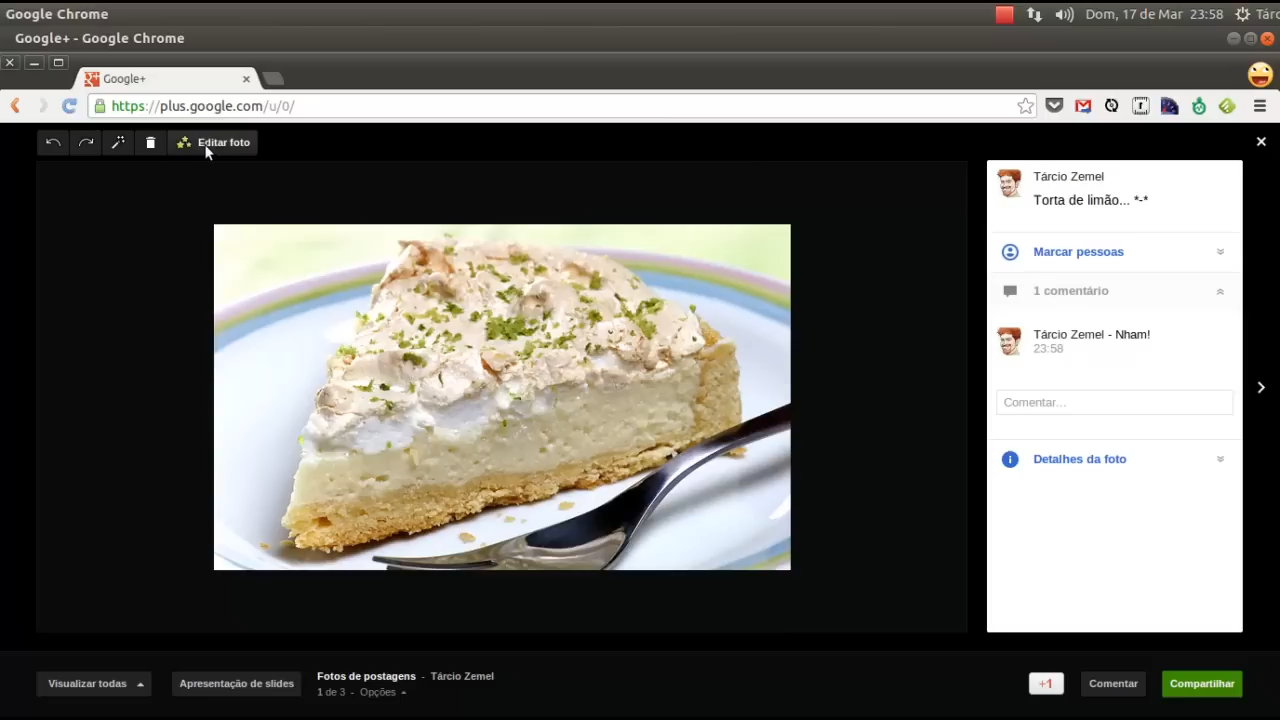 Google Chrome
Dom, 17 de Mar 23:58
Tárc
Google+ - Google Chrome
Google+
https://plus.google.com/u/0/
Editar foto
Tárcio Zemel
Torta de limão... *-*
Marcar pessoas
1 comentário
Tárcio Zemel - Nham!
23:58
Comentar...
Detalhes da foto
Visualizar todas
Apresentação de slides
Fotos de postagens - Tárcio Zemel
1 de 3 - Opções
+1
Comentar
Compartilhar